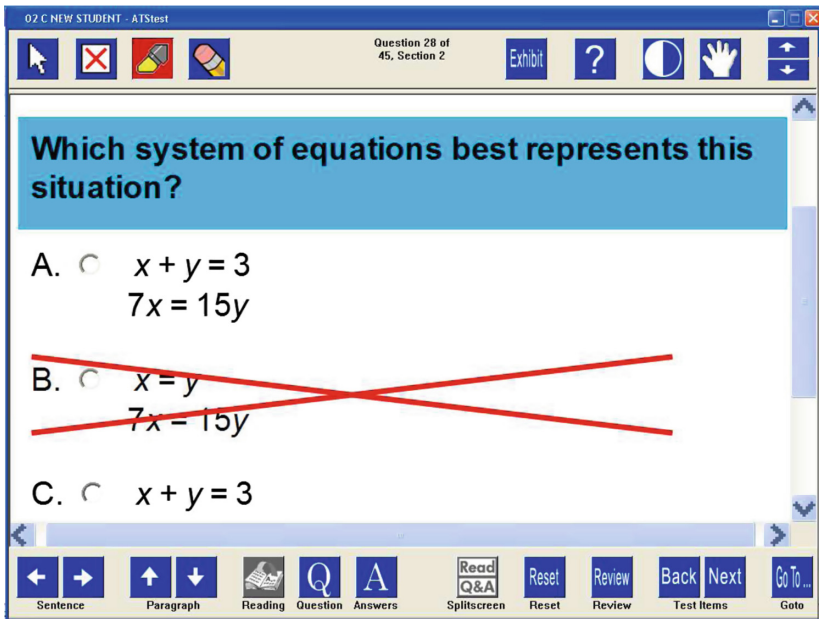 02 C NEW STUDENT - ATStest
Question 28 of
45, Section 2
Exhibit
?
Which system of equations best represents this
situation?
A. x + y = 3
7x = 15y
B. x = y
7x = 15y
C. x + y = 3
Q
A
Read
Q&A
Reset
Review
Back
Next
Go To ...
Sentence
Paragraph
Reading
Question
Answers
Splitscreen
Reset
Review
Test Items
Goto